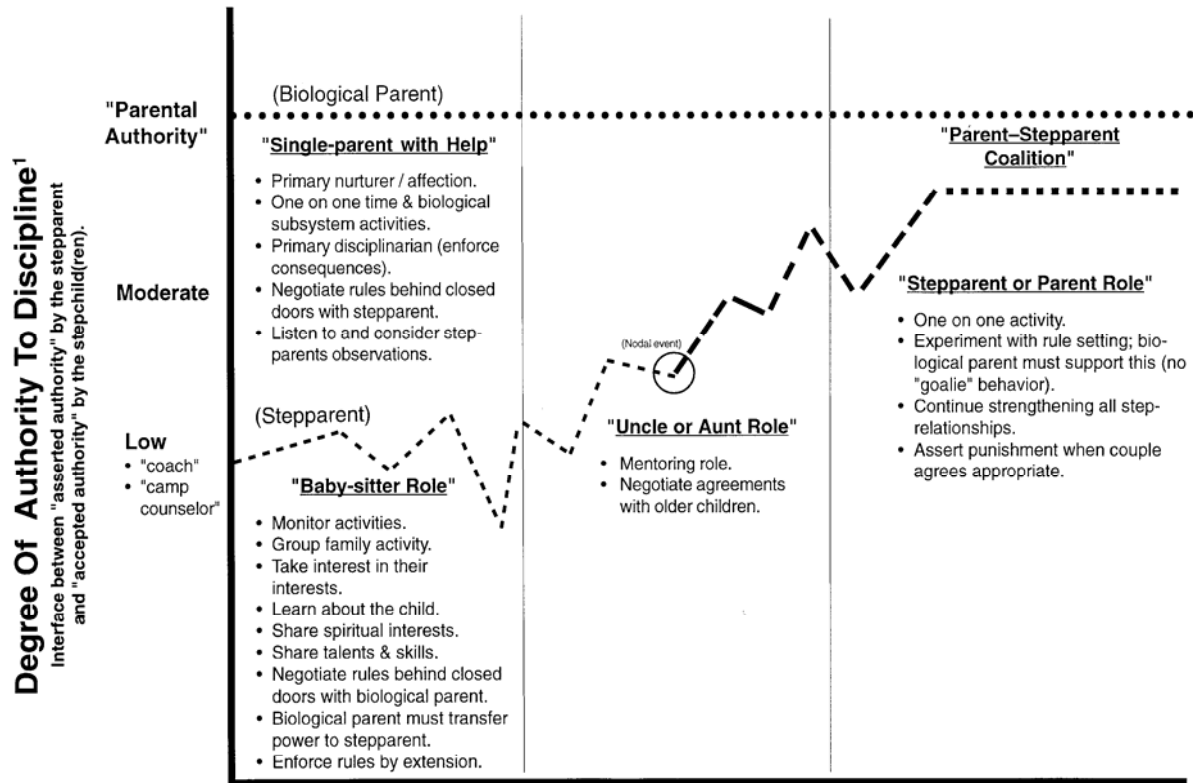 Degree Of Authority To Discipline¹
Interface between "asserted authority" by the stepparent
and "accepted authority" by the stepchild(ren).
"Parental
Authority"
Moderate
Low
• "coach"
• "camp
counselor"
(Biological Parent)
"Single-parent with Help"
• Primary nurturer / affection.
• One on one time & biological
subsystem activities.
• Primary disciplinarian (enforce
consequences).
• Negotiate rules behind closed
doors with stepparent.
• Listen to and consider step-
parents observations.
(Stepparent)
"Baby-sitter Role"
• Monitor activities.
• Group family activity.
• Take interest in their
interests.
• Learn about the child.
• Share spiritual interests.
• Share talents & skills.
• Negotiate rules behind closed
doors with biological parent.
• Biological parent must transfer
power to stepparent.
• Enforce rules by extension.
(Nodal event)
"Uncle or Aunt Role"
• Mentoring role.
• Negotiate agreements
with older children.
"Parent–Stepparent
Coalition"
"Stepparent or Parent Role"
• One on one activity.
• Experiment with rule setting; bio-
logical parent must support this (no
"goalie" behavior).
• Continue strengthening all step-
relationships.
• Assert punishment when couple
agrees appropriate.